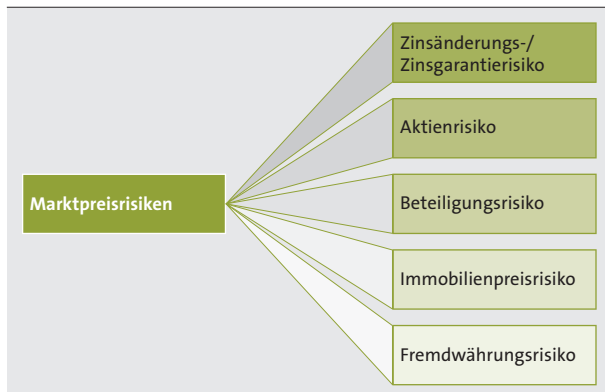 Marktpreisrisiken
Zinsänderungs-/
Zinsgarantierisiko
Aktienrisiko
Beteiligungsrisiko
Immobilienpreisrisiko
Fremdwährungsrisiko